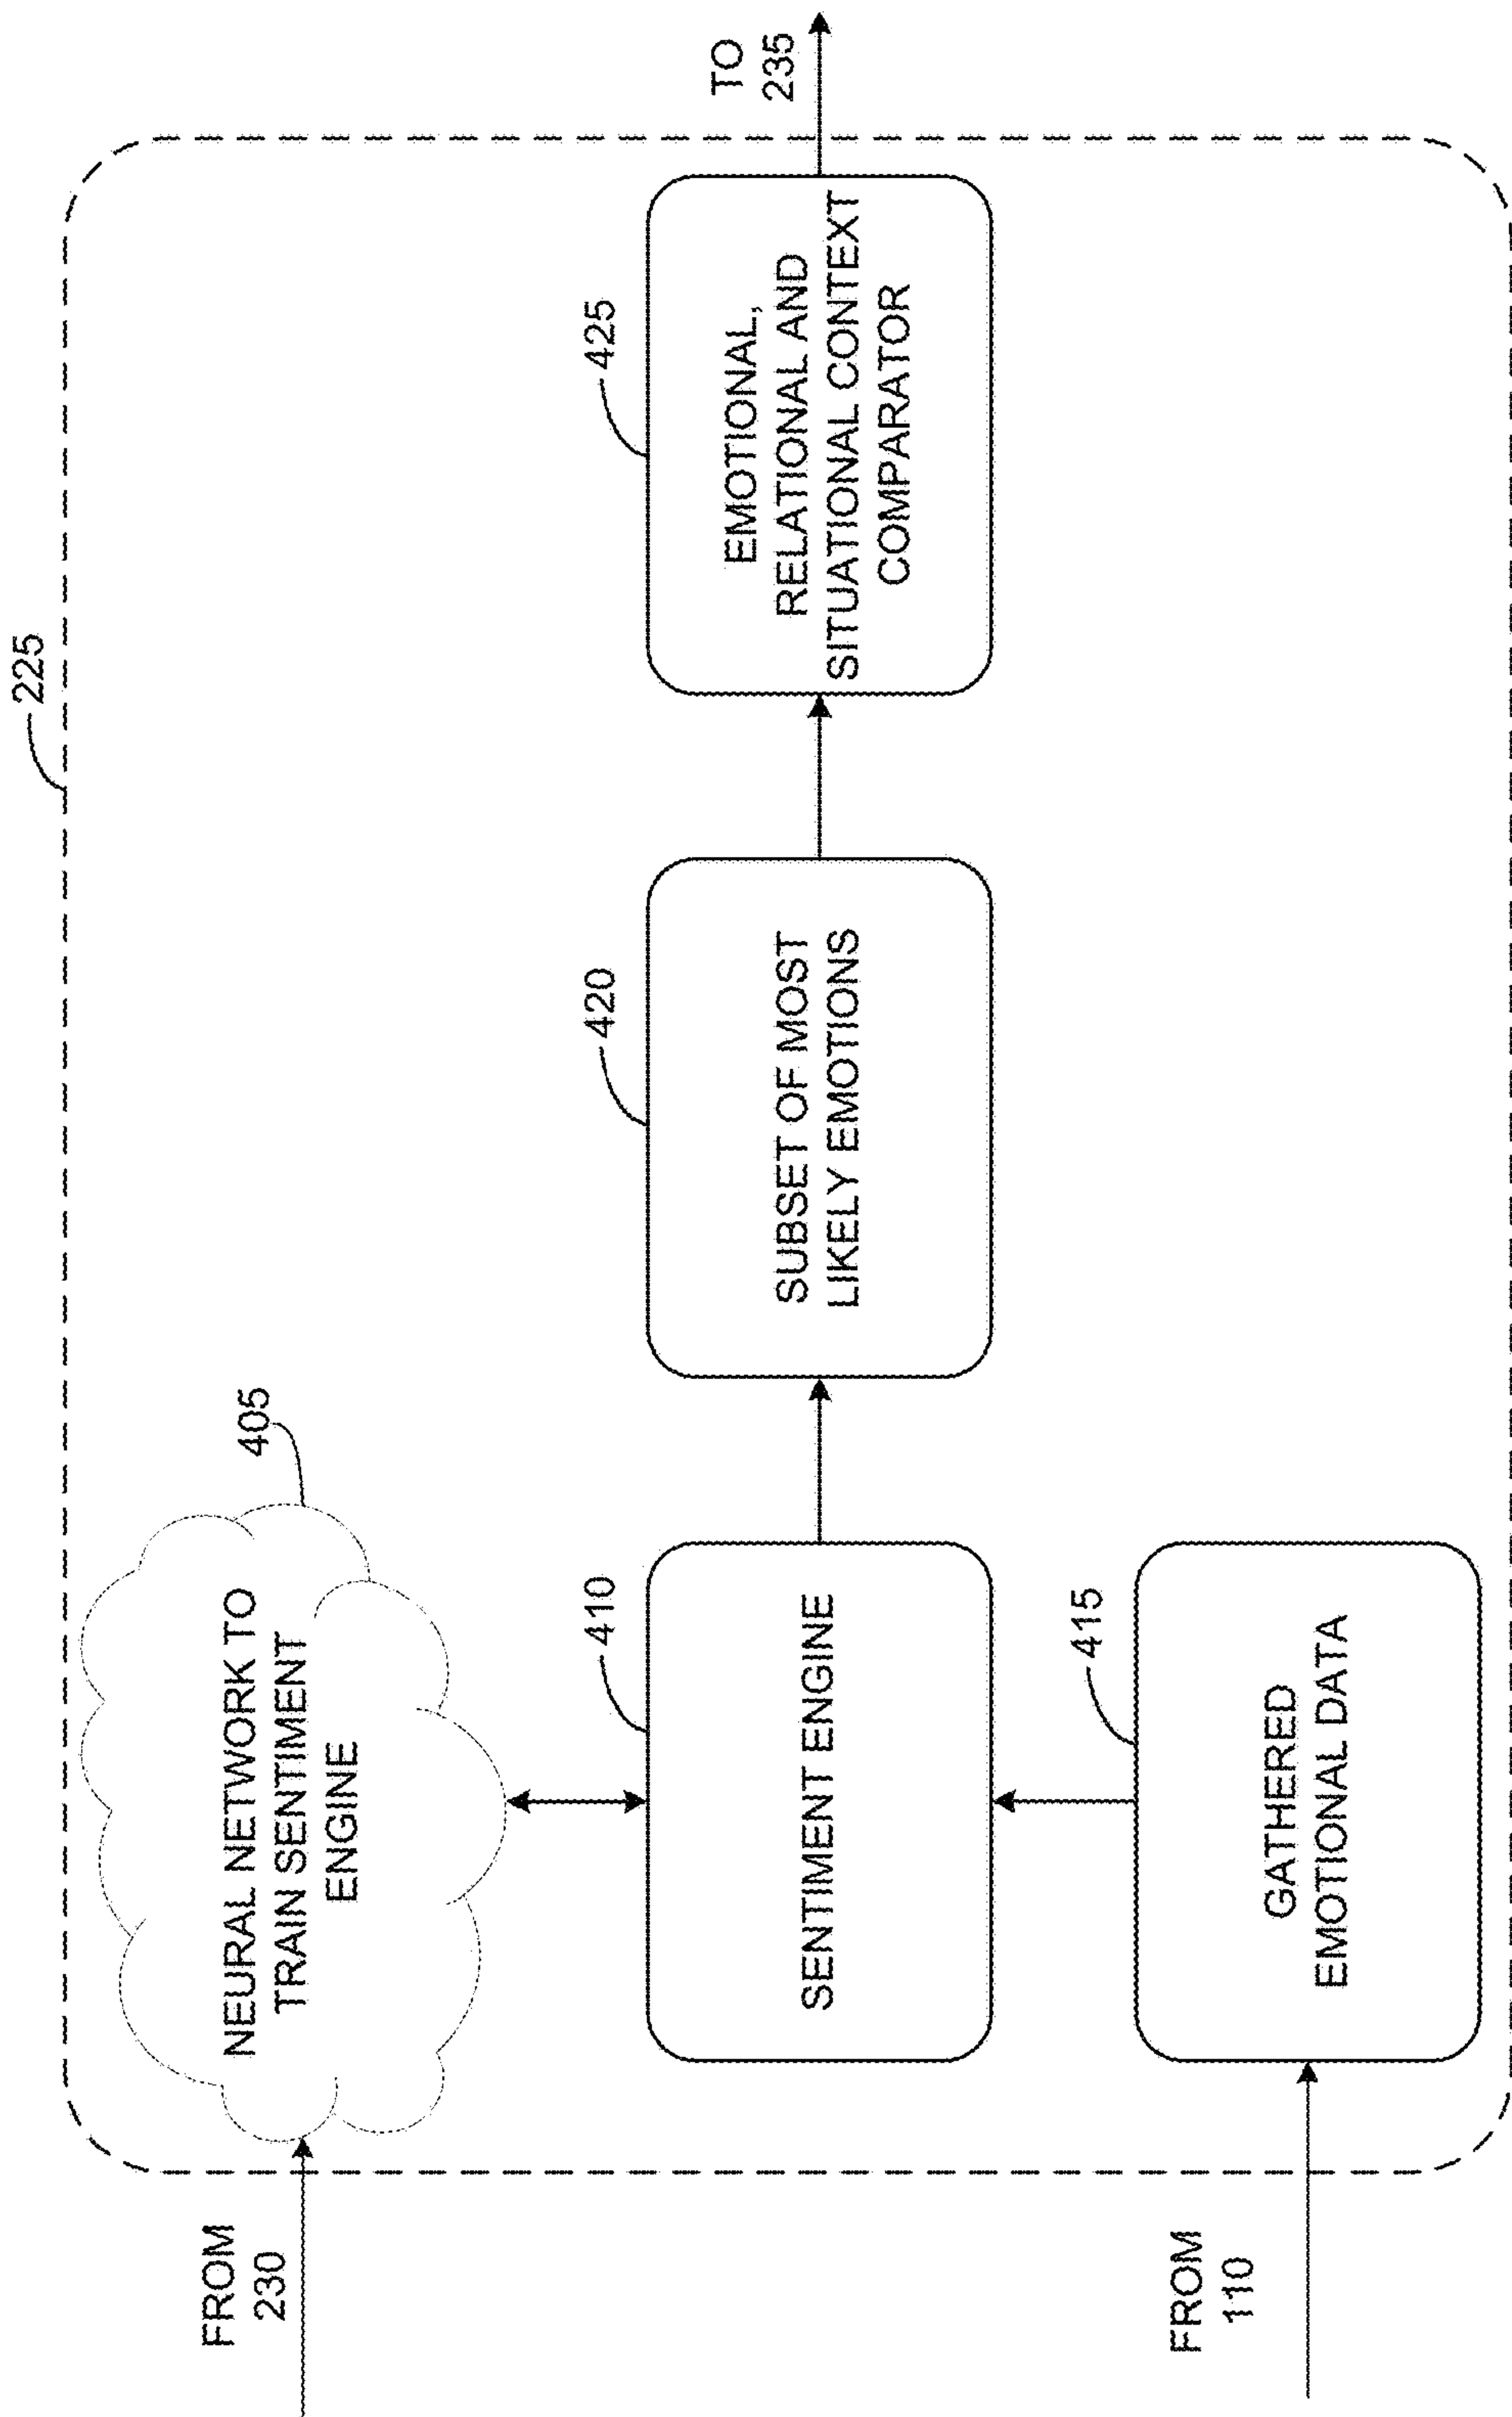 225
FROM
230
NEURAL NETWORK TO
TRAIN SENTIMENT
ENGINE
405
410
SENTIMENT ENGINE
420
SUBSET OF MOST
LIKELY EMOTIONS
425
EMOTIONAL,
RELATIONAL AND
SITUATIONAL CONTEXT
COMPARATOR
TO
235
FROM
110
415
GATHERED
EMOTIONAL DATA